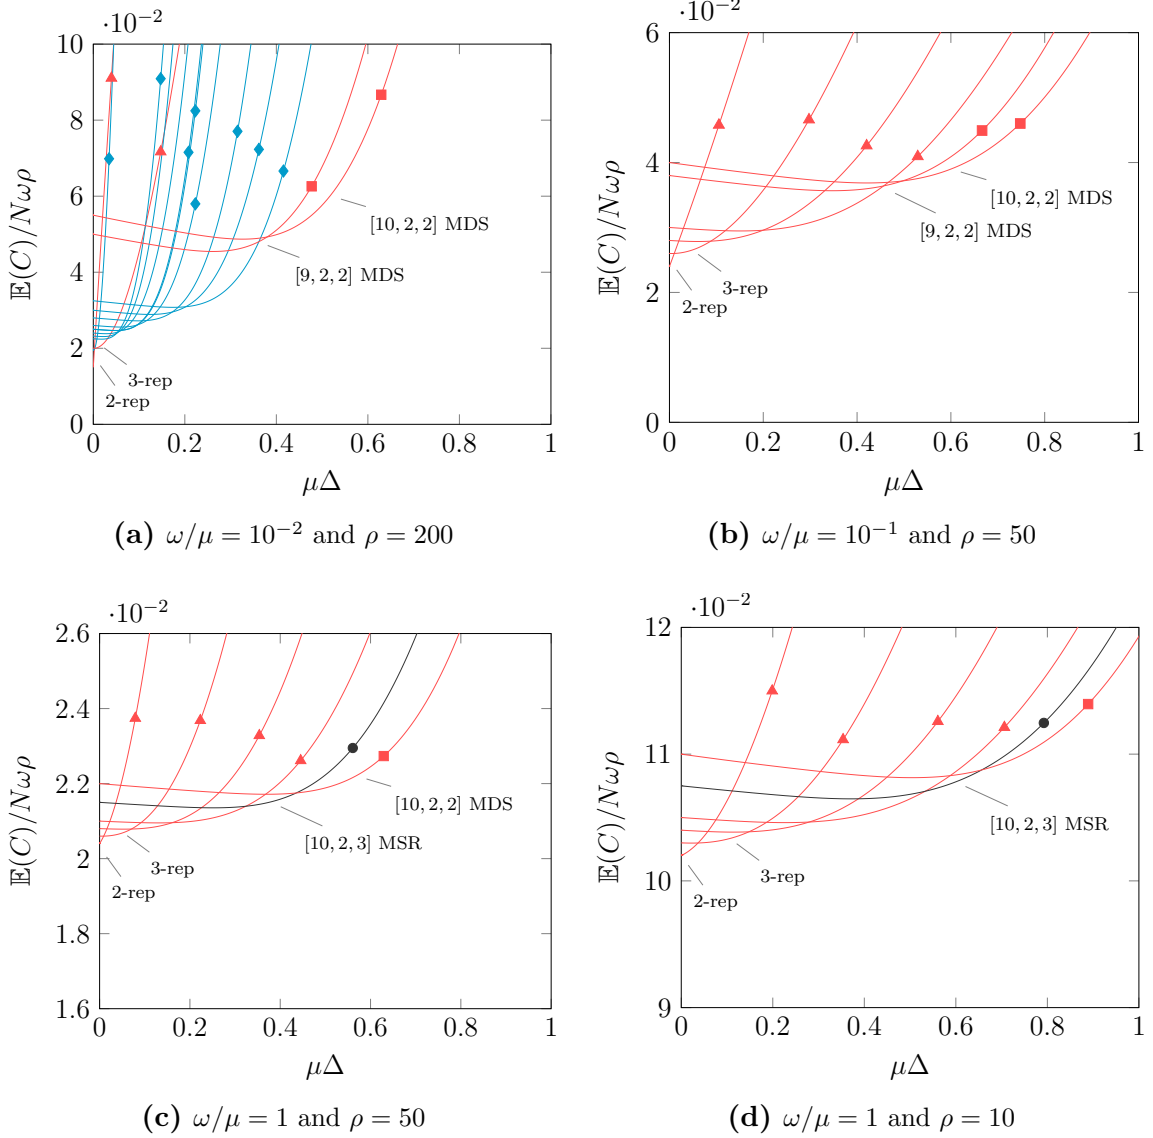 ·10⁻²
10
8
6
4
2
0
𝔼(C)/Nωρ
[10, 2, 2] MDS
[9, 2, 2] MDS
3-rep
2-rep
0 0.2 0.4 0.6 0.8 1
μΔ
(a) ω/μ = 10⁻² and ρ = 200
·10⁻²
6
4
2
0
𝔼(C)/Nωρ
[10, 2, 2] MDS
[9, 2, 2] MDS
3-rep
2-rep
0 0.2 0.4 0.6 0.8 1
μΔ
(b) ω/μ = 10⁻¹ and ρ = 50
·10⁻²
2.6
2.4
2.2
2
1.8
1.6
𝔼(C)/Nωρ
[10, 2, 2] MDS
[10, 2, 3] MSR
3-rep
2-rep
0 0.2 0.4 0.6 0.8 1
μΔ
(c) ω/μ = 1 and ρ = 50
·10⁻²
12
11
10
9
𝔼(C)/Nωρ
[10, 2, 3] MSR
3-rep
2-rep
0 0.2 0.4 0.6 0.8 1
μΔ
(d) ω/μ = 1 and ρ = 10